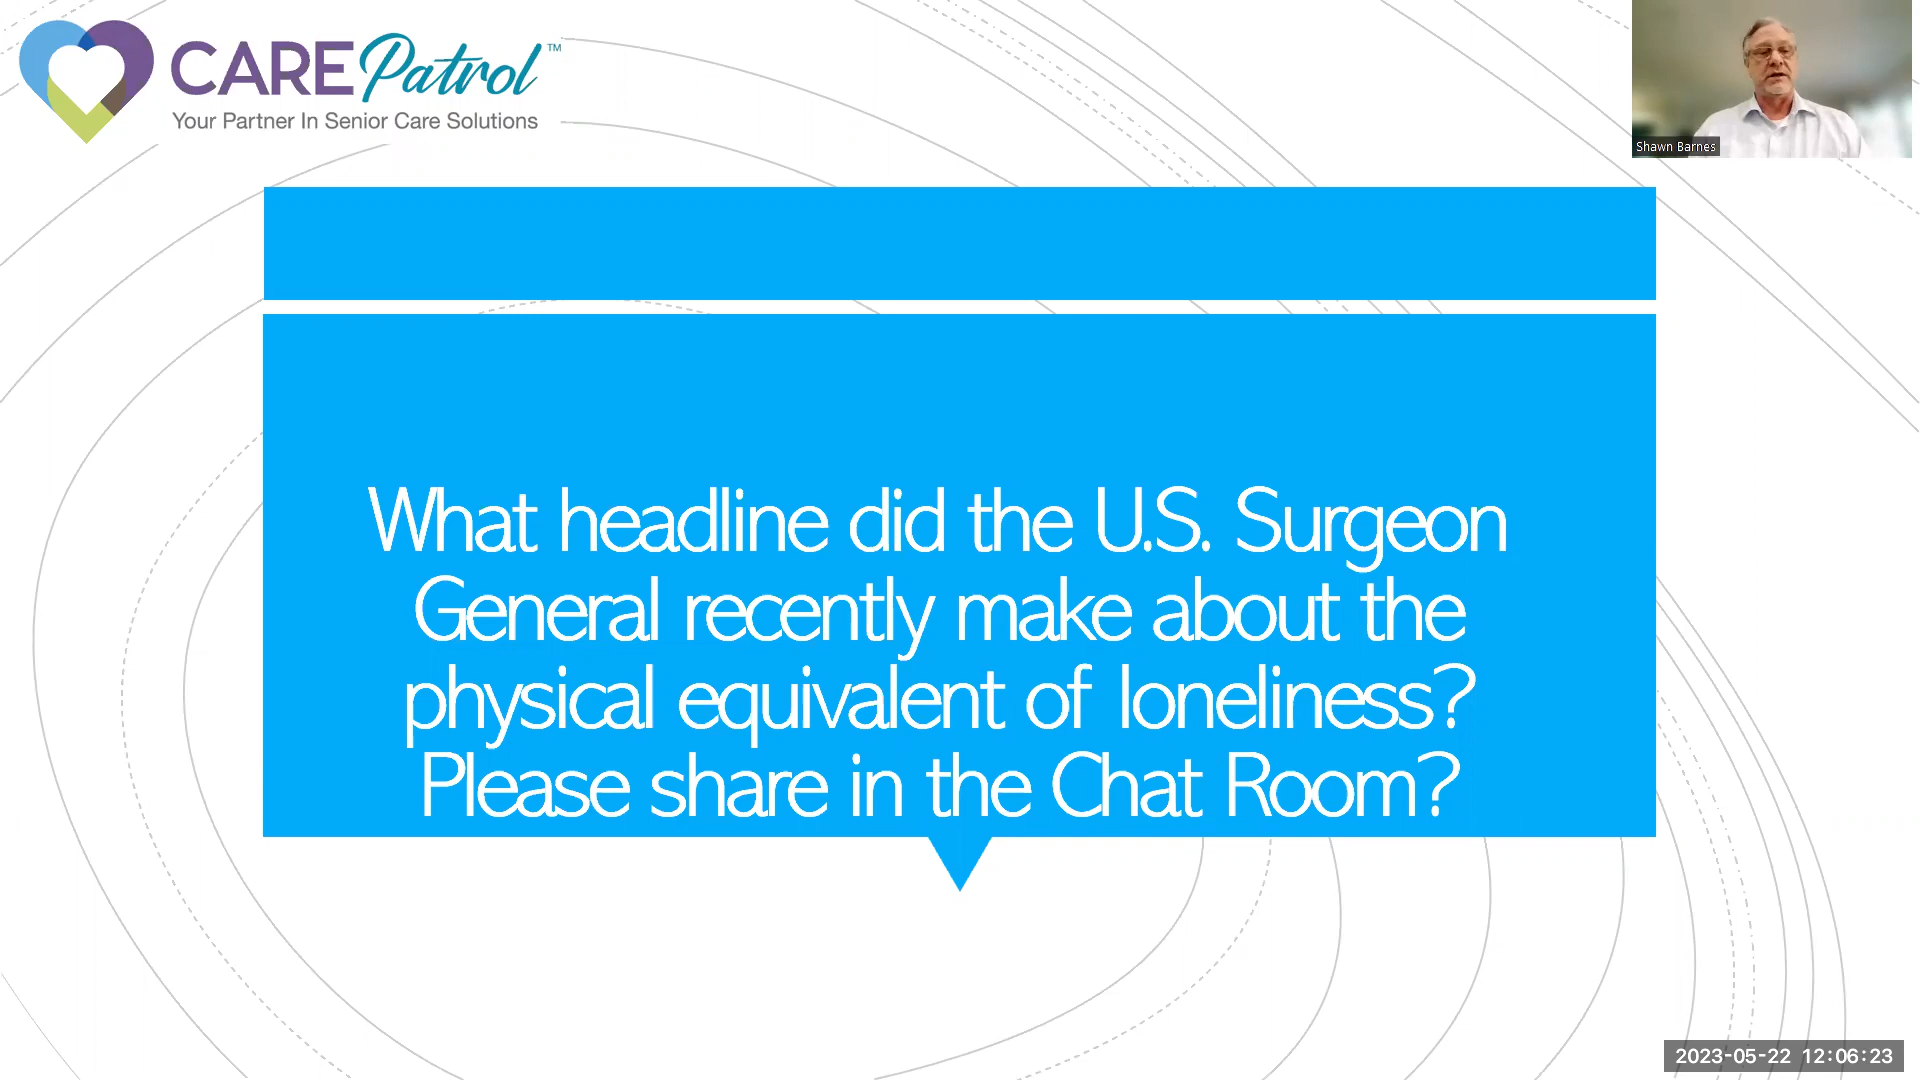 CARE Patrol™
Your Partner In Senior Care Solutions
Shawn Barnes
What headline did the U.S. Surgeon
General recently make about the
physical equivalent of loneliness?
Please share in the Chat Room?
2023-05-22 12:06:23